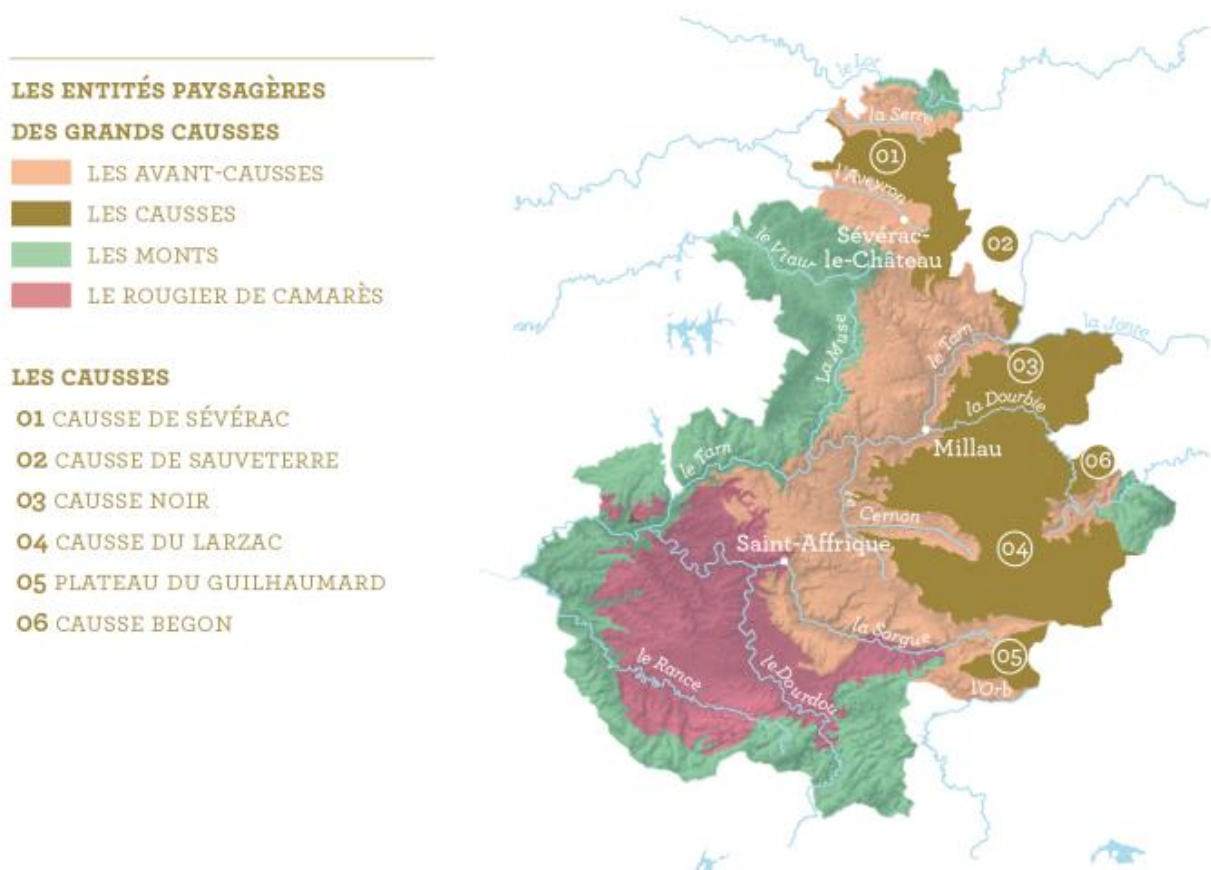 LES ENTITÉS PAYSAGÈRES
DES GRANDS CAUSSES
LES AVANT-CAUSSES
LES CAUSSES
LES MONTS
LE ROUGIER DE CAMARÈS
LES CAUSSES
01 CAUSSE DE SÉVÉRAC
02 CAUSSE DE SAUVETERRE
03 CAUSSE NOIR
04 CAUSSE DU LARZAC
05 PLATEAU DU GUILHAUMARD
06 CAUSSE BEGON
le Lot
la Serre
01
l'Aveyron
Sévérac-
le-Château
02
le Viaur
La Muse
le Tarn
la Jonte
03
la Dourbie
Millau
06
le Tarn
le
Cernon
Saint-Affrique
04
la Sorgue
05
l'Orb
le Rance
le Dourdou